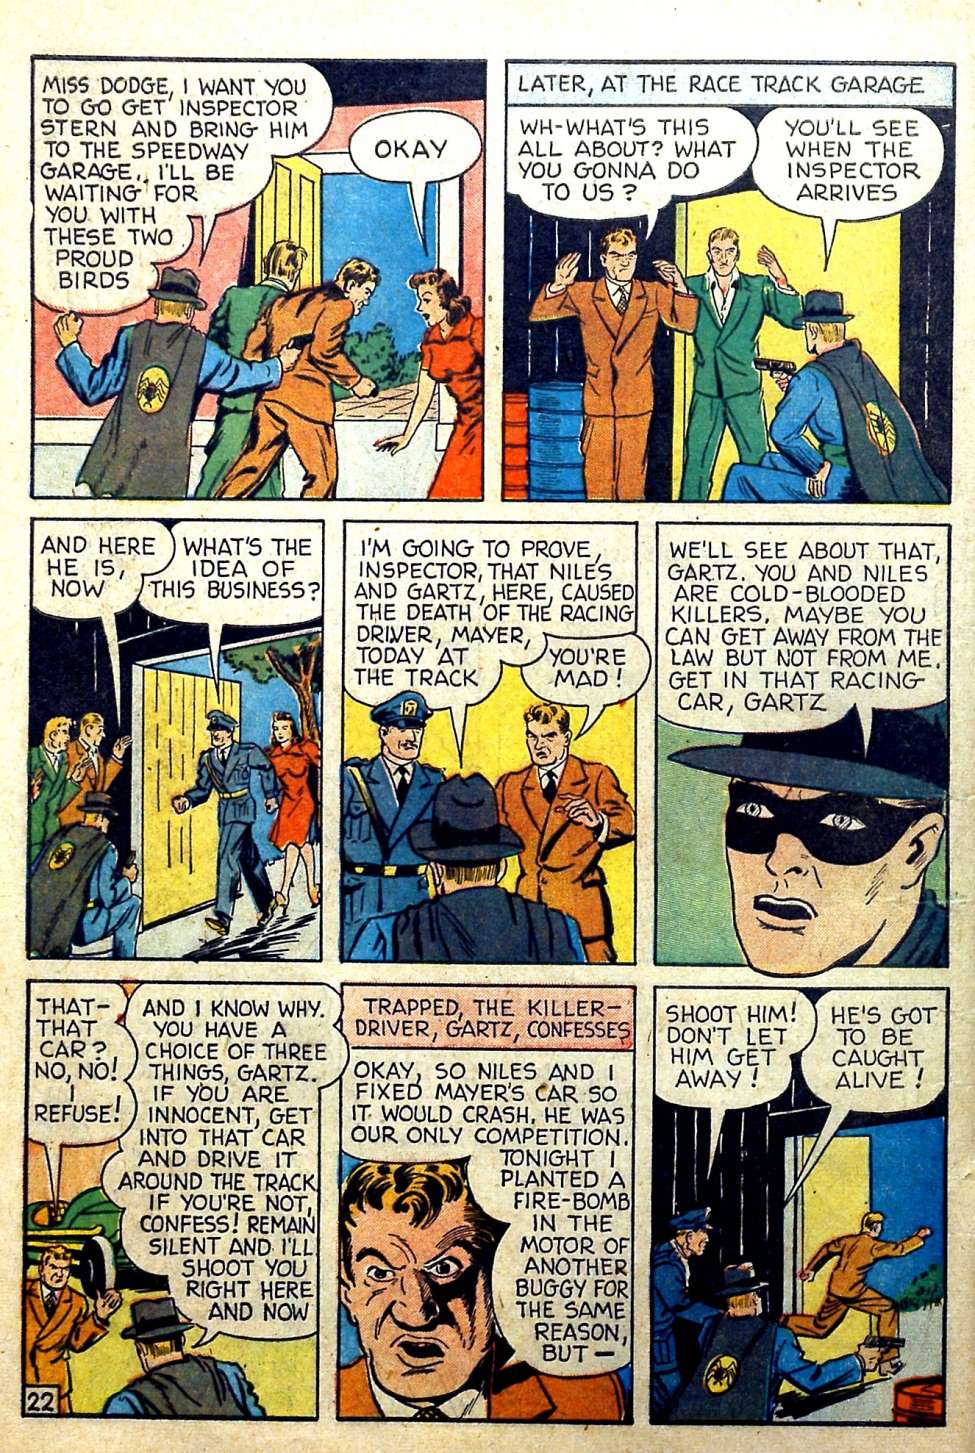 MISS DODGE, I WANT YOU
TO GO GET INSPECTOR
STERN AND BRING HIM
TO THE SPEEDWAY
GARAGE., I'LL BE
WAITING FOR
YOU WITH
THESE TWO
PROUD
BIRDS
OKAY
LATER, AT THE RACE TRACK GARAGE
WH-WHAT'S THIS
ALL ABOUT? WHAT
YOU GONNA DO
TO US?
YOU'LL SEE
WHEN THE
INSPECTOR
ARRIVES
AND HERE
HE IS,
NOW
WHAT'S THE
IDEA OF
THIS BUSINESS?
I'M GOING TO PROVE,
INSPECTOR, THAT NILES
AND GARTZ, HERE, CAUSED
THE DEATH OF THE RACING
DRIVER, MAYER,
TODAY AT
THE TRACK
YOU'RE
MAD!
WE'LL SEE ABOUT THAT,
GARTZ. YOU AND NILES
ARE COLD-BLOODED
KILLERS. MAYBE YOU
CAN GET AWAY FROM THE
LAW BUT NOT FROM ME.
GET IN THAT RACING-
CAR, GARTZ
THAT-
THAT
CAR?
NO, NO!
I
REFUSE!
AND I KNOW WHY.
YOU HAVE A
CHOICE OF THREE
THINGS, GARTZ.
IF YOU ARE
INNOCENT, GET
INTO THAT CAR
AND DRIVE IT
AROUND THE TRACK.
IF YOU'RE NOT,
CONFESS! REMAIN
SILENT AND I'LL
SHOOT YOU
RIGHT HERE
AND NOW
TRAPPED, THE KILLER-
DRIVER, GARTZ, CONFESSES
OKAY, SO NILES AND I
FIXED MAYER'S CAR SO
IT WOULD CRASH. HE WAS
OUR ONLY COMPETITION.
TONIGHT I
PLANTED A
FIRE-BOMB
IN THE
MOTOR OF
ANOTHER
BUGGY FOR
THE SAME
REASON,
BUT—
SHOOT HIM!
DON'T LET
HIM GET
AWAY!
HE'S GOT
TO BE
CAUGHT
ALIVE!
22